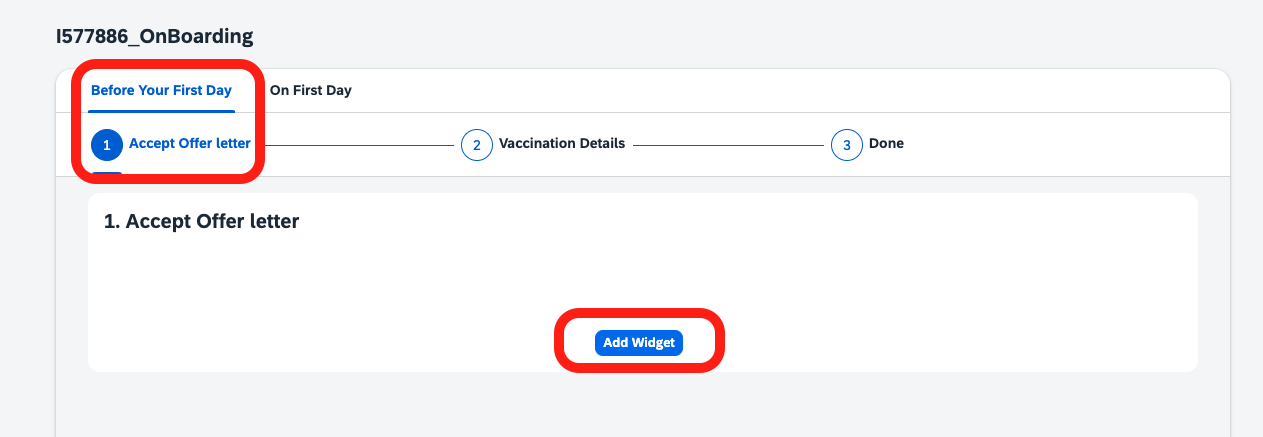 I577886_OnBoarding
Before Your First Day On First Day
1 Accept Offer letter 2 Vaccination Details 3 Done
1. Accept Offer letter
Add Widget